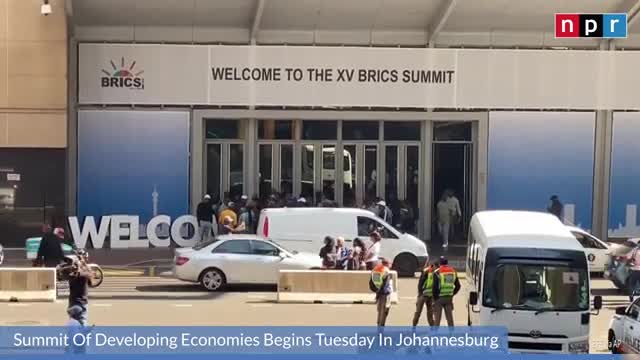 npr
BRICS
WELCOME TO THE XV BRICS SUMMIT
WELCO
Summit Of Developing Economies Begins Tuesday In Johannesburg